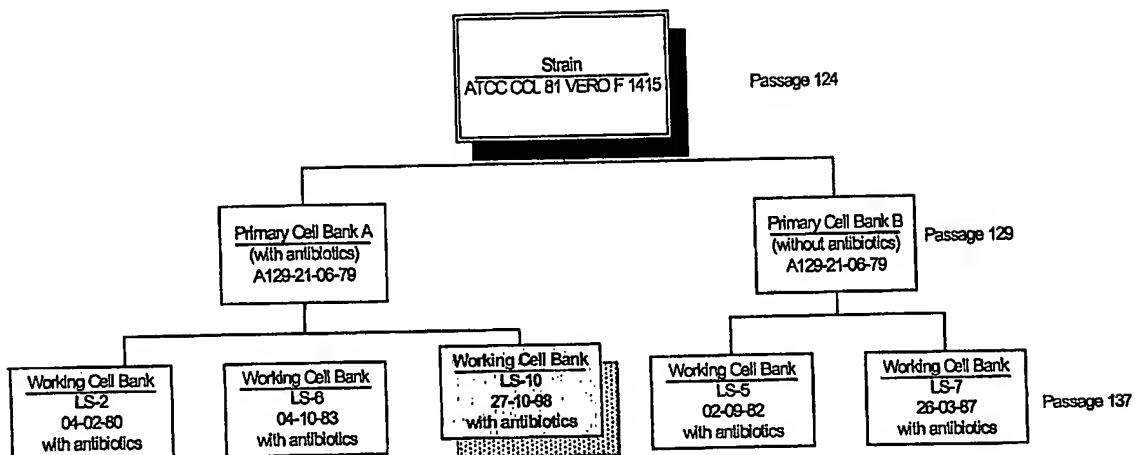 Strain
ATCC CCL 81 VERO F 1415
Passage 124
Primary Cell Bank A
(with antibiotics)
A129-21-06-79
Primary Cell Bank B
(without antibiotics)
A129-21-06-79
Passage 129
Working Cell Bank
LS-2
04-02-80
with antibiotics
Working Cell Bank
LS-6
04-10-83
with antibiotics
Working Cell Bank
LS-10
27-10-98
with antibiotics
Working Cell Bank
LS-5
02-09-82
with antibiotics
Working Cell Bank
LS-7
26-03-87
with antibiotics
Passage 137